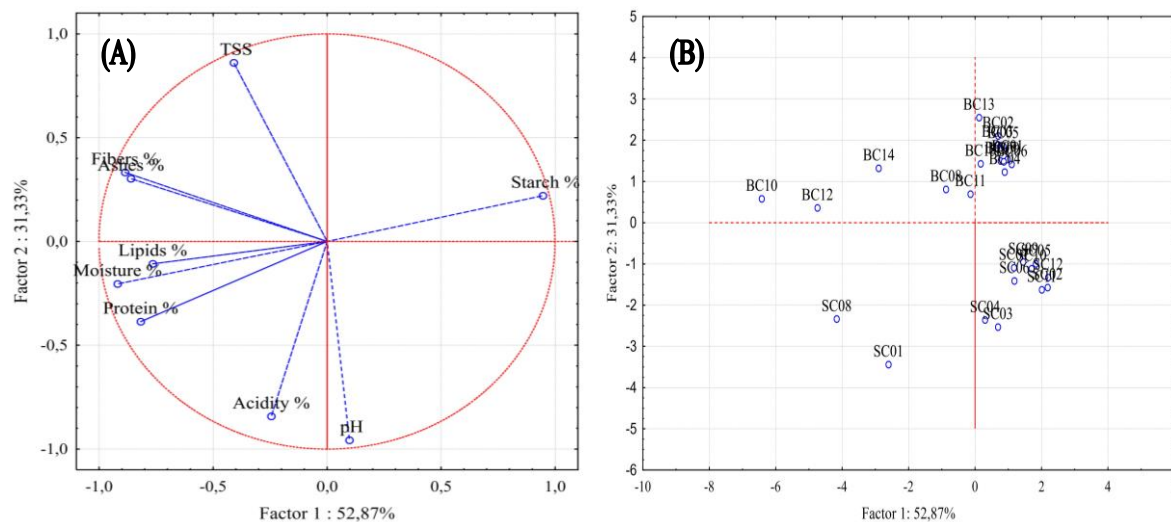 (A)
1,0
TSS
0,5
Fibers %
Ashes %
Starch %
0,0
Lipids %
Moisture %
Protein %
-0,5
Acidity %
pH
-1,0
-1,0
-0,5
0,0
0,5
1,0
Factor 1 : 52,87%
Factor 2 : 31,33%
(B)
5
4
3
2
1
0
-1
-2
-3
-4
-5
-6
BC13
BC02
BC14
BC08
BC11
BC10
BC12
SC12
SC04
SC03
SC08
SC01
-10
-8
-6
-4
-2
0
2
4
Factor 1: 52,87%
Factor 2: 31,33%